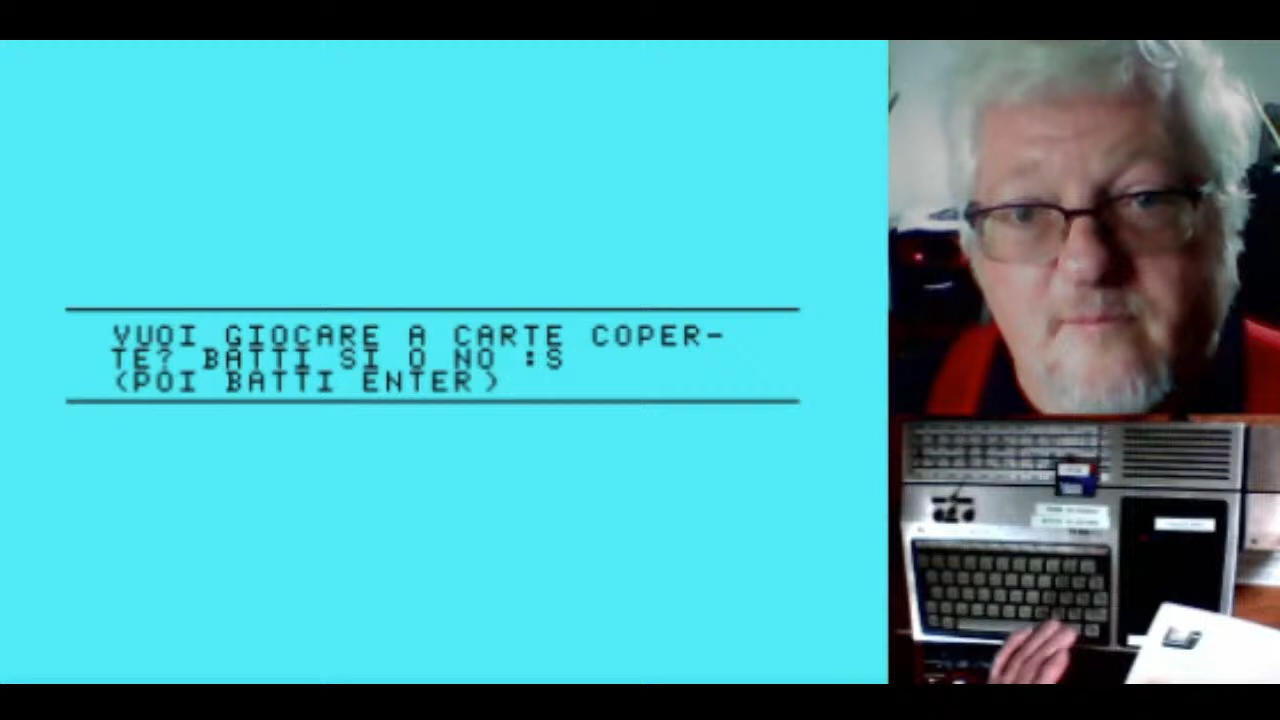 VUOI GIOCARE A CARTE COPER-
TE? BATTI SI O NO :S
(POI BATTI ENTER)